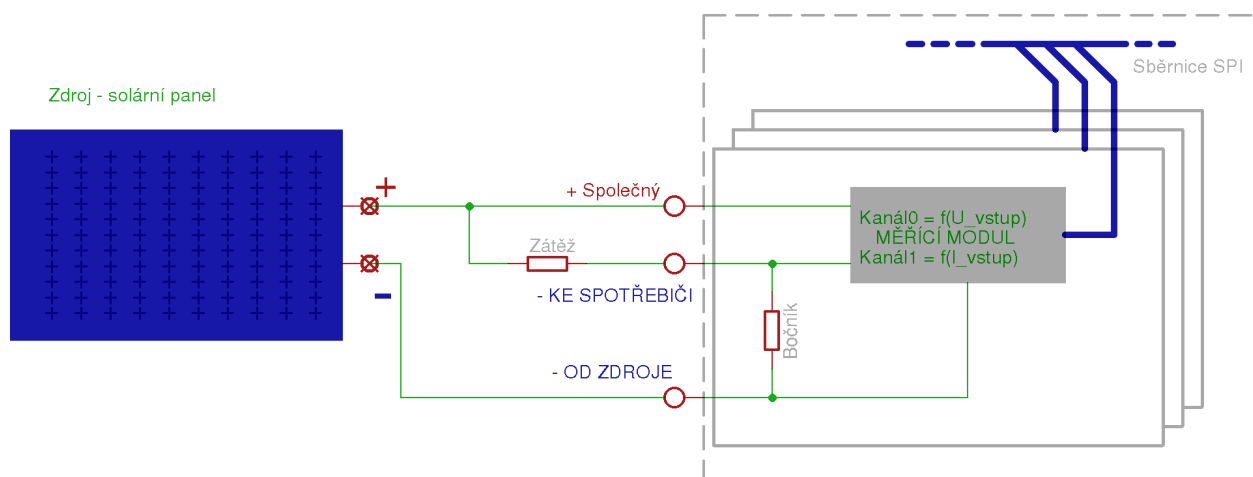 Sběrnice SPI
Zdroj - solární panel
+
+ Společný
Kanál0 = f(U_vstup)
MĚŘÍCÍ MODUL
Kanál1 = f(I_vstup)
Zátěž
-
- KE SPOTŘEBIČI
Bočník
- OD ZDROJE